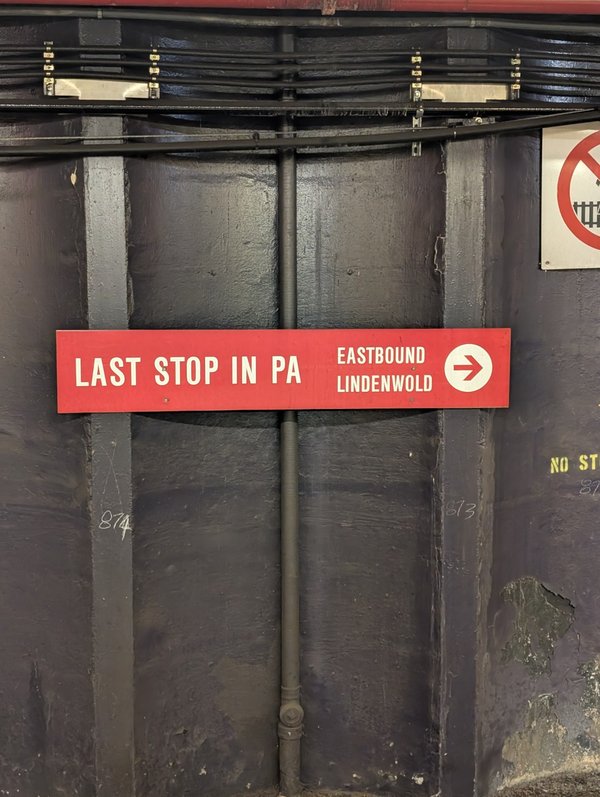 LAST STOP IN PA
EASTBOUND
LINDENWOLD
NO ST
874
873